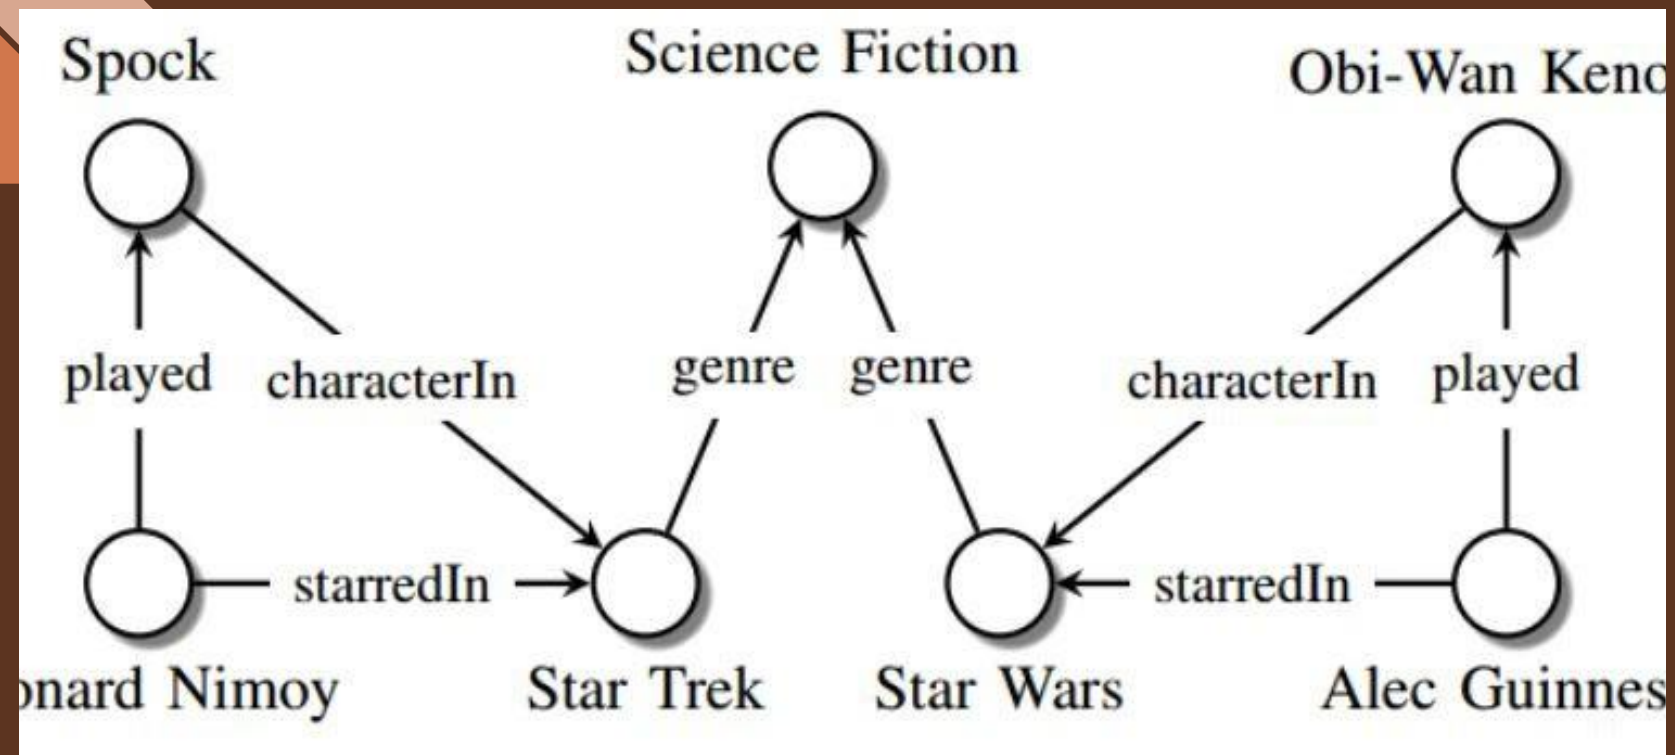 Spock
Science Fiction
Obi-Wan Keno
played
characterIn
genre
genre
characterIn
played
starredIn
starredIn
onard Nimoy
Star Trek
Star Wars
Alec Guinnes